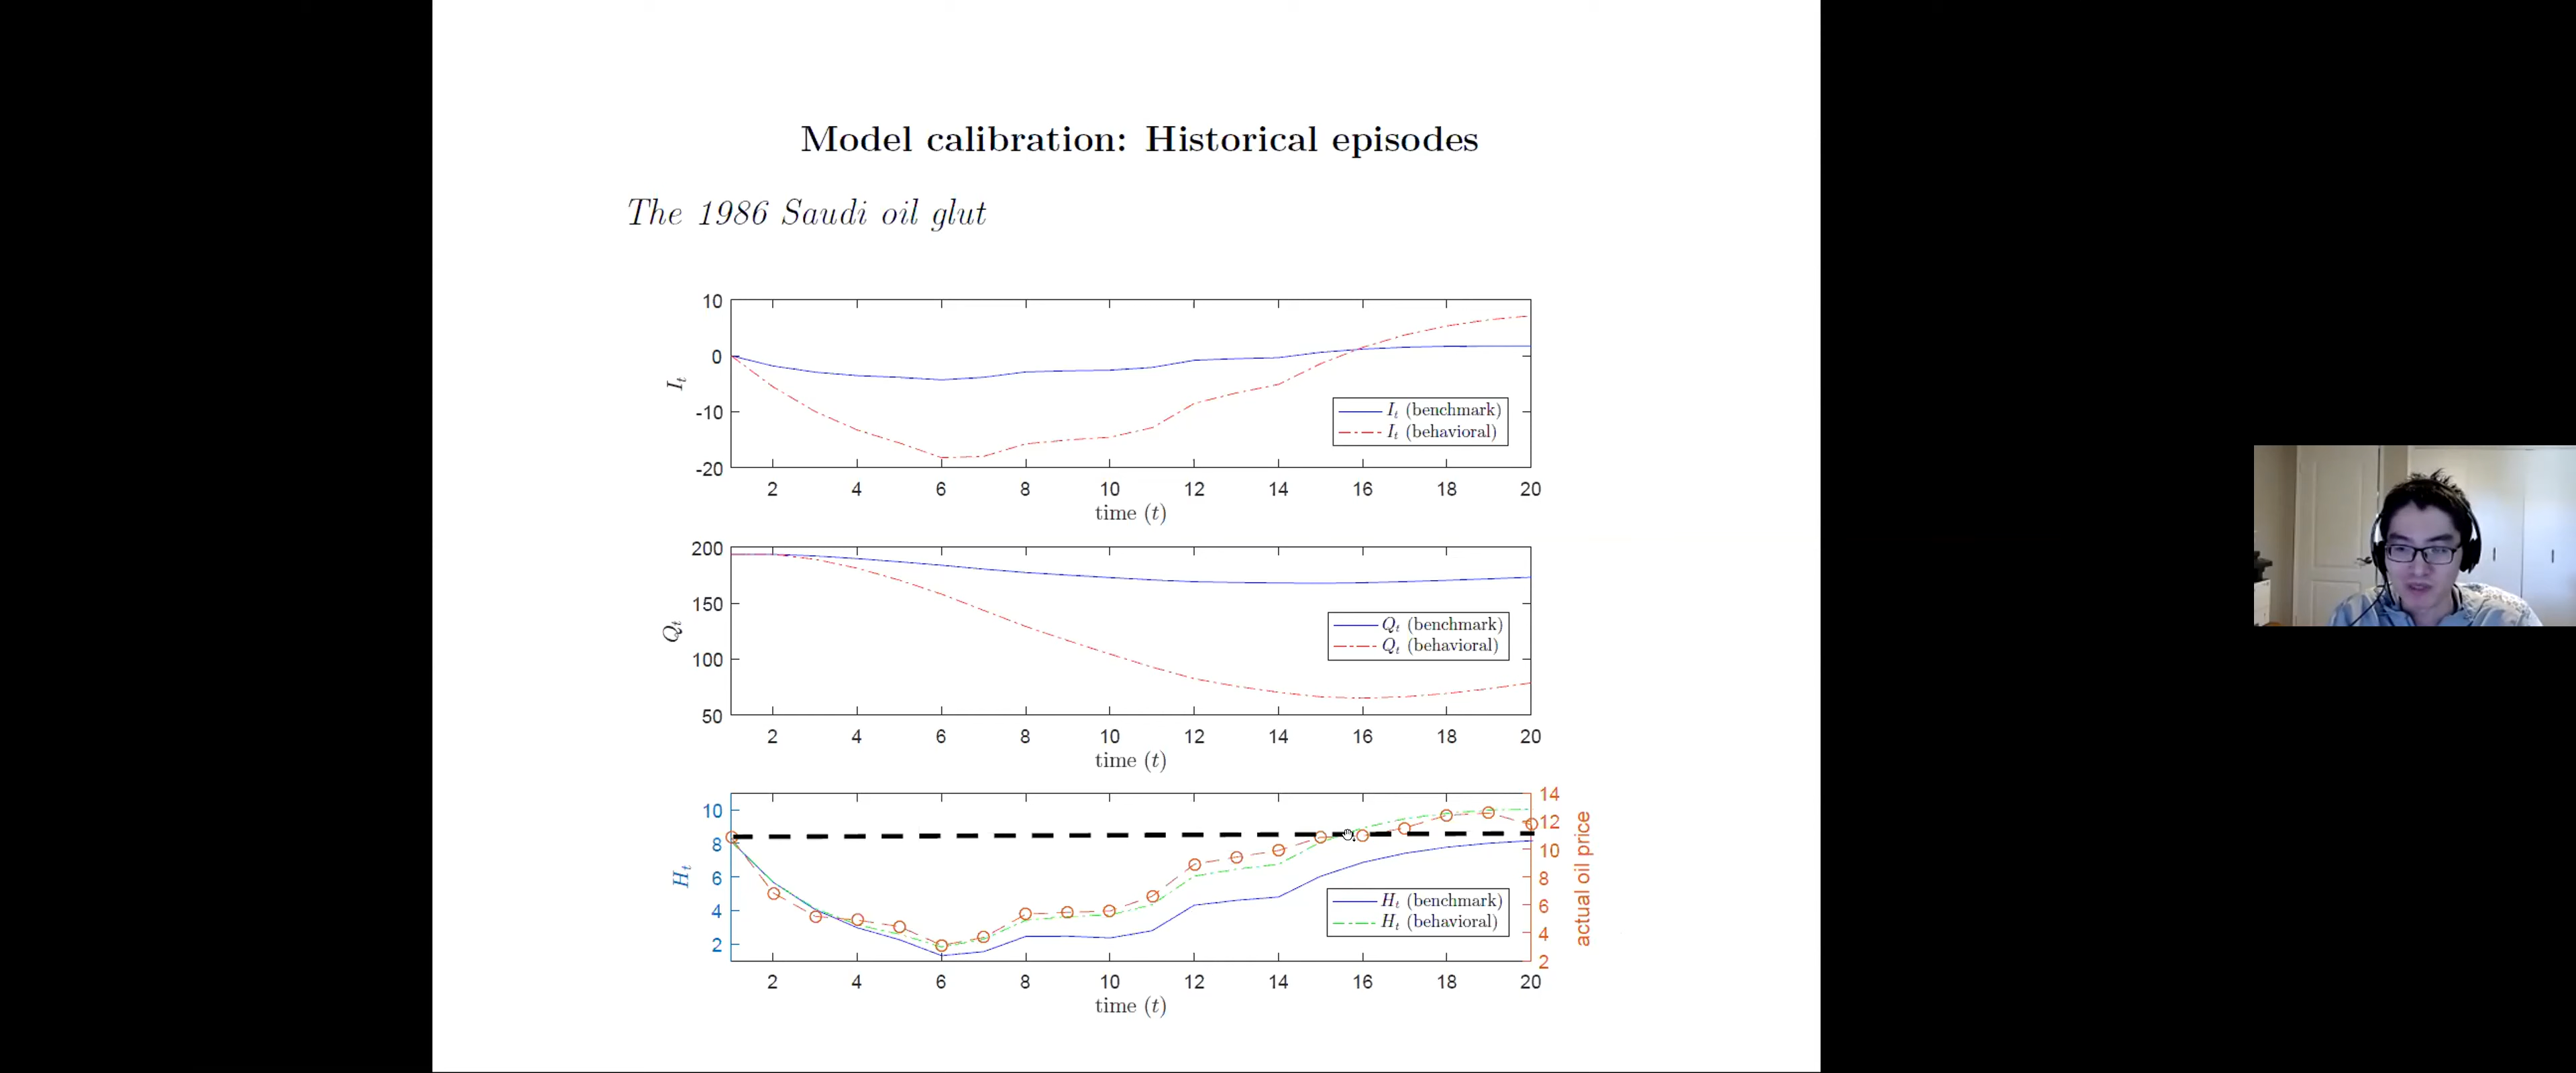 Model calibration: Historical episodes
The 1986 Saudi oil glut
10
0
-10
-20
I_t
I_t (benchmark)
I_t (behavioral)
2 4 6 8 10 12 14 16 18 20
time (t)
200
150
100
50
Q_t
Q_t (benchmark)
Q_t (behavioral)
2 4 6 8 10 12 14 16 18 20
time (t)
10
8
6
4
2
H_t
H_t (benchmark)
H_t (behavioral)
14
12
10
8
6
4
2
actual oil price
2 4 6 8 10 12 14 16 18 20
time (t)